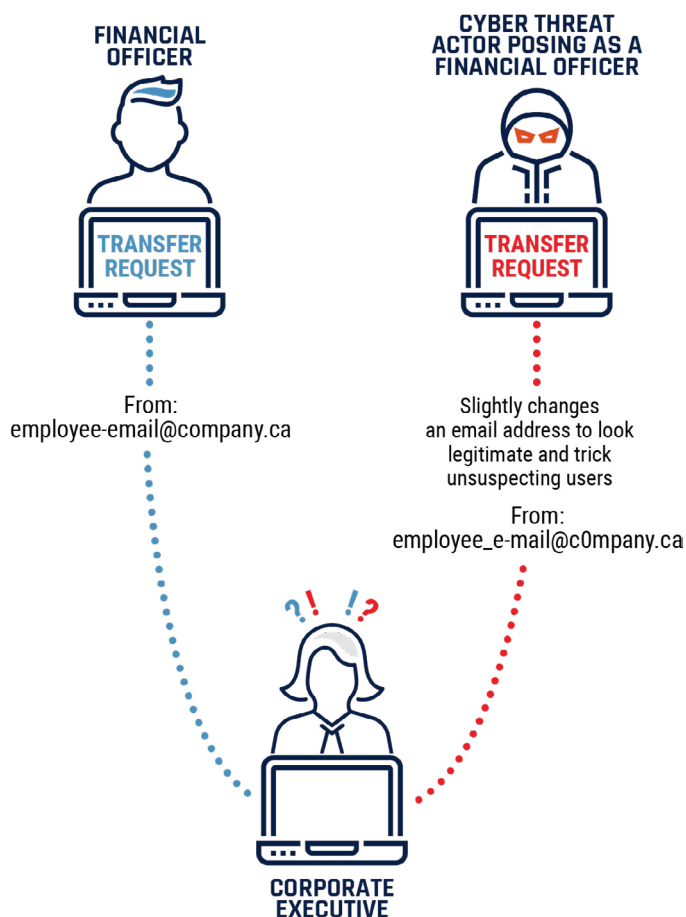 FINANCIAL
OFFICER
TRANSFER
REQUEST
From:
employee-email@company.ca
CYBER THREAT
ACTOR POSING AS A
FINANCIAL OFFICER
TRANSFER
REQUEST
Slightly changes
an email address to look
legitimate and trick
unsuspecting users
From:
employee_e-mail@c0mpany.ca
?! !?
CORPORATE
EXECUTIVE